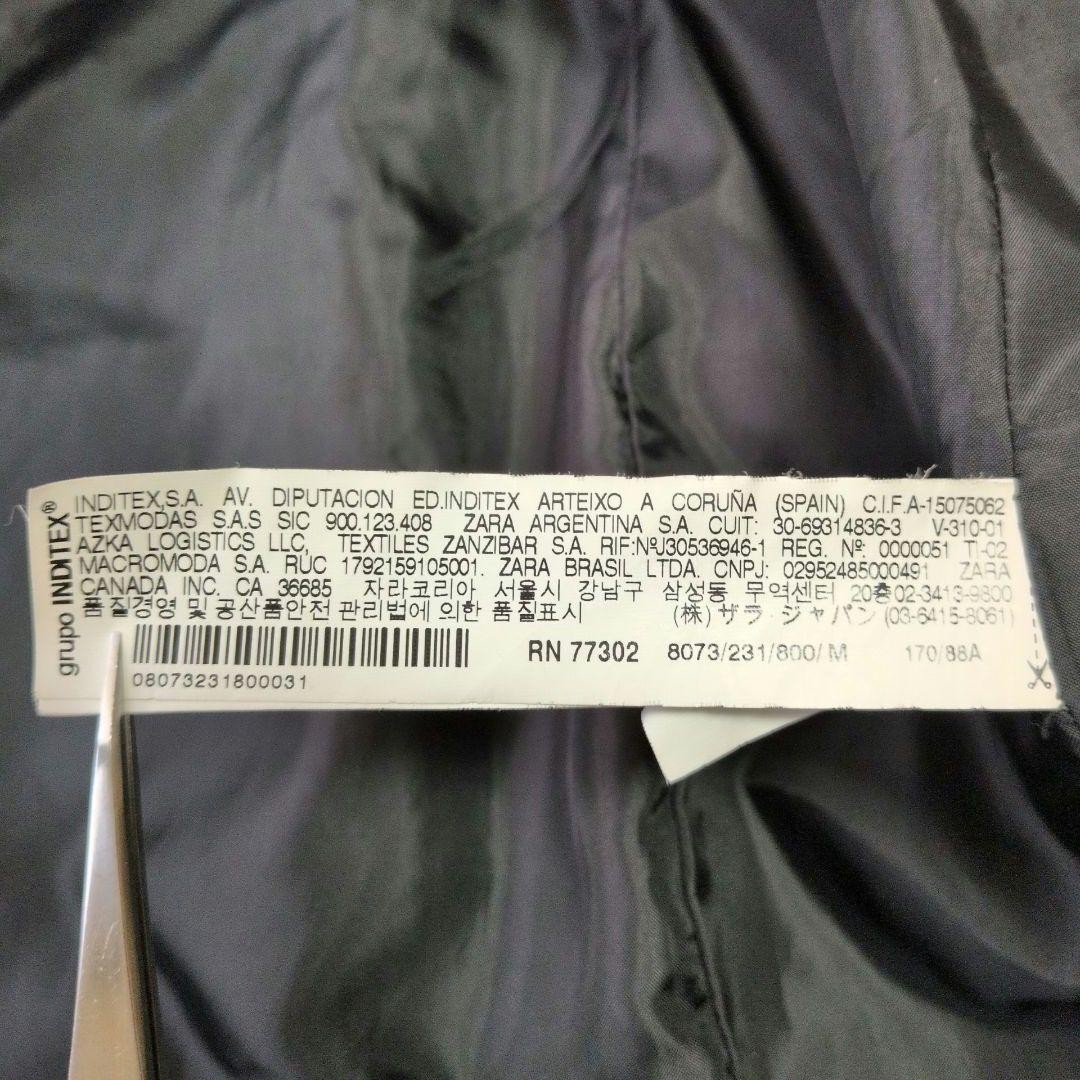 grupo INDITEX®
INDITEX,S.A. AV. DIPUTACION ED.INDITEX ARTEIXO A CORUÑA (SPAIN) C.I.F.A-15075062
TEXMODAS S.A.S SIC 900.123.408 ZARA ARGENTINA S.A. CUIT: 30-69314836-3 V-310-01
AZKA LOGISTICS LLC, TEXTILES ZANZIBAR S.A. RIF:NºJ30536946-1 REG. Nº 0000051 TI-02
MACROMODA S.A. RUC 1792159105001. ZARA BRASIL LTDA. CNPJ: 02952485000491 ZARA
CANADA INC. CA 36685 자라코리아 서울시 강남구 삼성동 무역센터 20층02-3413-9800
품질경영 및 공산품안전 관리법에 의한 품질표시 (株) ザラ・ジャパン (03-6415-8061)
RN 77302 8073/231/800/M 170/88A
08073231800031